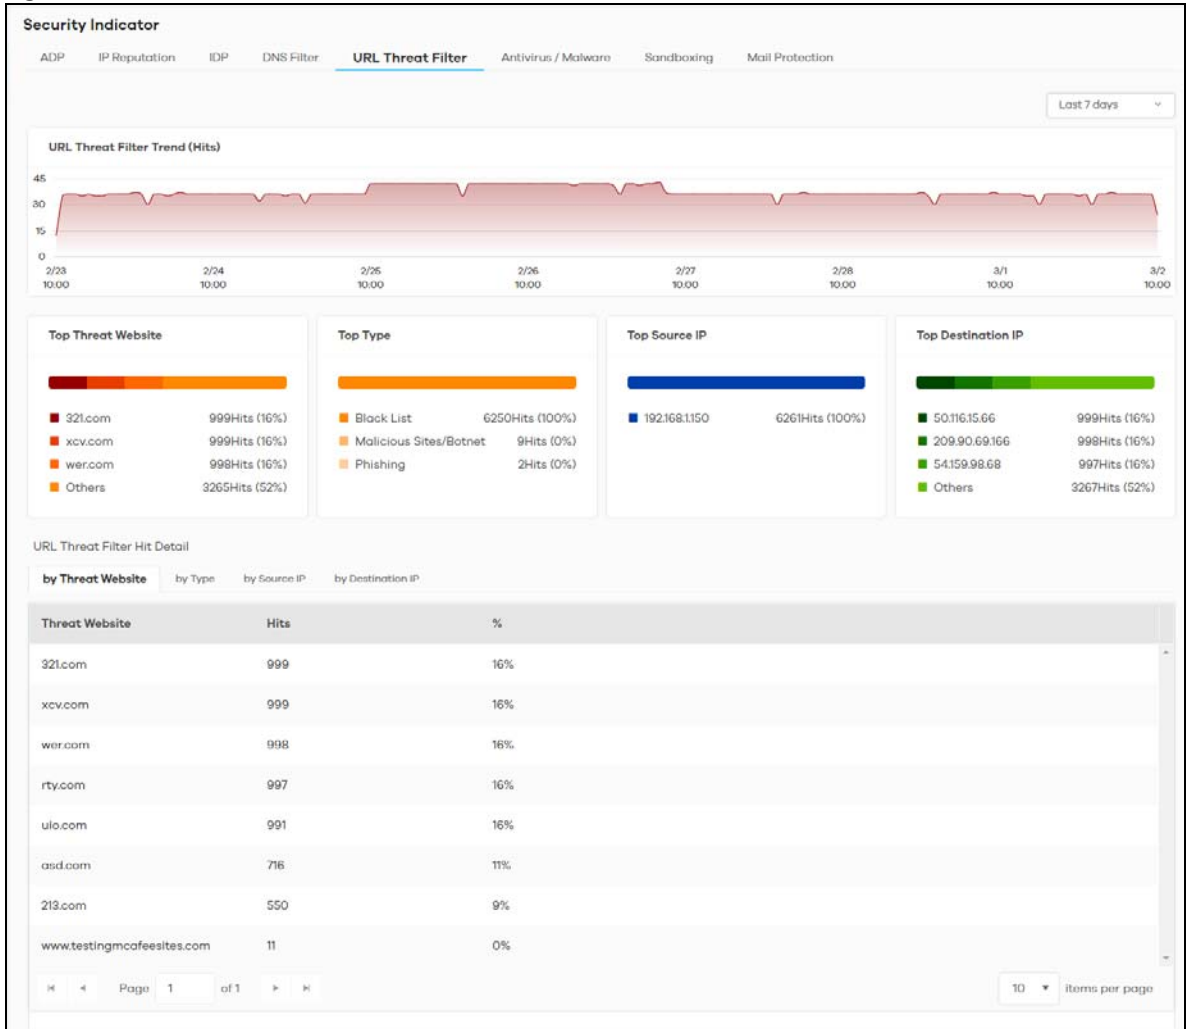 Security Indicator
ADP IP Reputation IDP DNS Filter URL Threat Filter Antivirus / Malware Sandboxing Mail Protection
Last 7 days
URL Threat Filter Trend (Hits)
45
30
15
0
2/23 2/24 2/25 2/26 2/27 2/28 3/1 3/2
10:00 10:00 10:00 10:00 10:00 10:00 10:00 10:00
Top Threat Website
321.com 999Hits (16%)
xcv.com 999Hits (16%)
wer.com 998Hits (16%)
Others 3265Hits (52%)
Top Type
Black List 6250Hits (100%)
Malicious Sites/Botnet 9Hits (0%)
Phishing 2Hits (0%)
Top Source IP
192.168.1.150 6261Hits (100%)
Top Destination IP
50.116.15.66 999Hits (16%)
209.90.69.166 998Hits (16%)
54.159.98.68 997Hits (16%)
Others 3267Hits (52%)
URL Threat Filter Hit Detail
by Threat Website by Type by Source IP by Destination IP
Threat Website Hits %
321.com 999 16%
xcv.com 999 16%
wer.com 998 16%
rty.com 997 16%
uio.com 991 16%
asd.com 716 11%
213.com 550 9%
www.testingmcafeesites.com 11 0%
Page 1 of 1 10 items per page